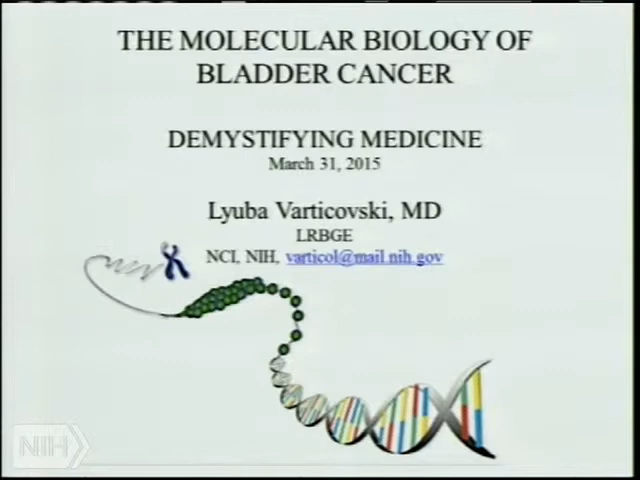 THE MOLECULAR BIOLOGY OF
BLADDER CANCER
DEMYSTIFYING MEDICINE
March 31, 2015
Lyuba Varticovski, MD
LRBGE
NCI, NIH, varticol@mail.nih.gov
NIH